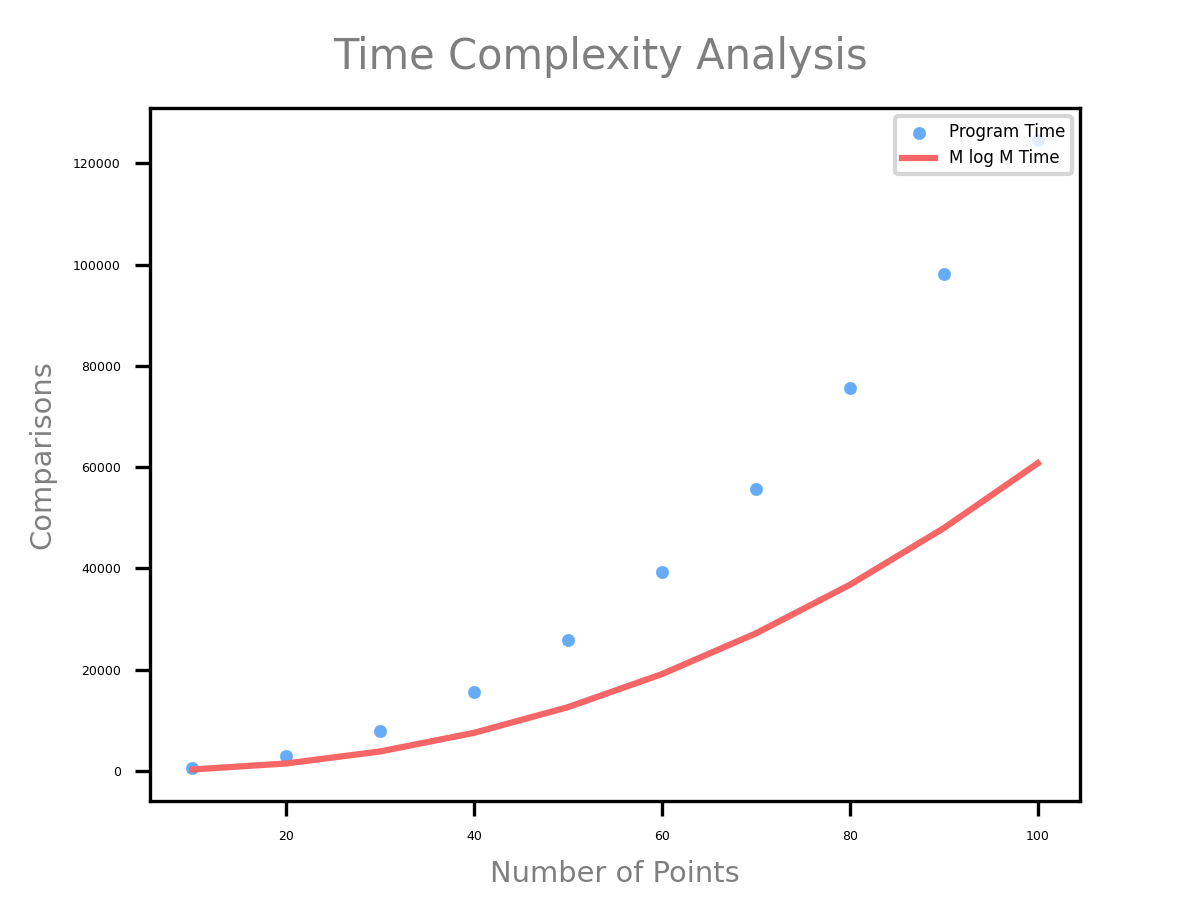 Time Complexity Analysis
Program Time
M log M Time
120000
100000
80000
60000
40000
20000
0
Comparisons
20 40 60 80 100
Number of Points